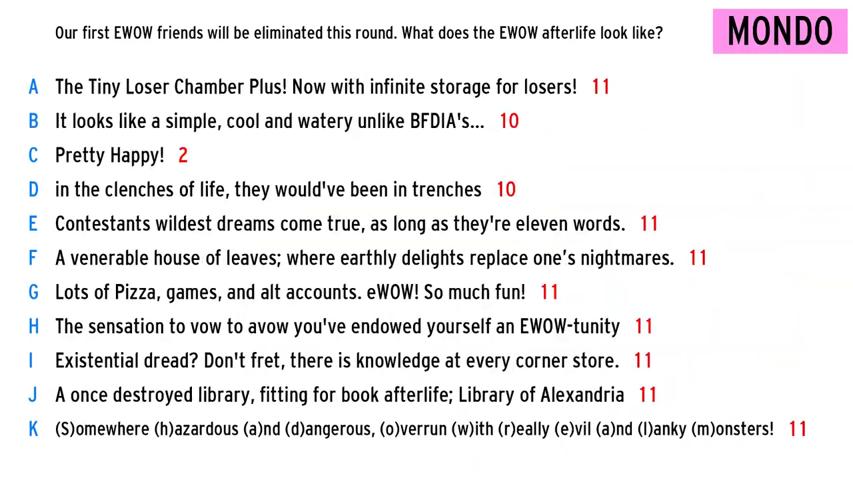 Our first EWOW friends will be eliminated this round. What does the EWOW afterlife look like?
MONDO
A The Tiny Loser Chamber Plus! Now with infinite storage for losers! 11
B It looks like a simple, cool and watery unlike BFDIA's... 10
C Pretty Happy! 2
D in the clenches of life, they would've been in trenches 10
E Contestants wildest dreams come true, as long as they're eleven words. 11
F A venerable house of leaves; where earthly delights replace one’s nightmares. 11
G Lots of Pizza, games, and alt accounts. eWOW! So much fun! 11
H The sensation to vow to avow you've endowed yourself an EWOW-tunity 11
I Existential dread? Don't fret, there is knowledge at every corner store. 11
J A once destroyed library, fitting for book afterlife; Library of Alexandria 11
K (S)omewhere (h)azardous (a)nd (d)angerous, (o)verrun (w)ith (r)eally (e)vil (a)nd (l)anky (m)onsters! 11